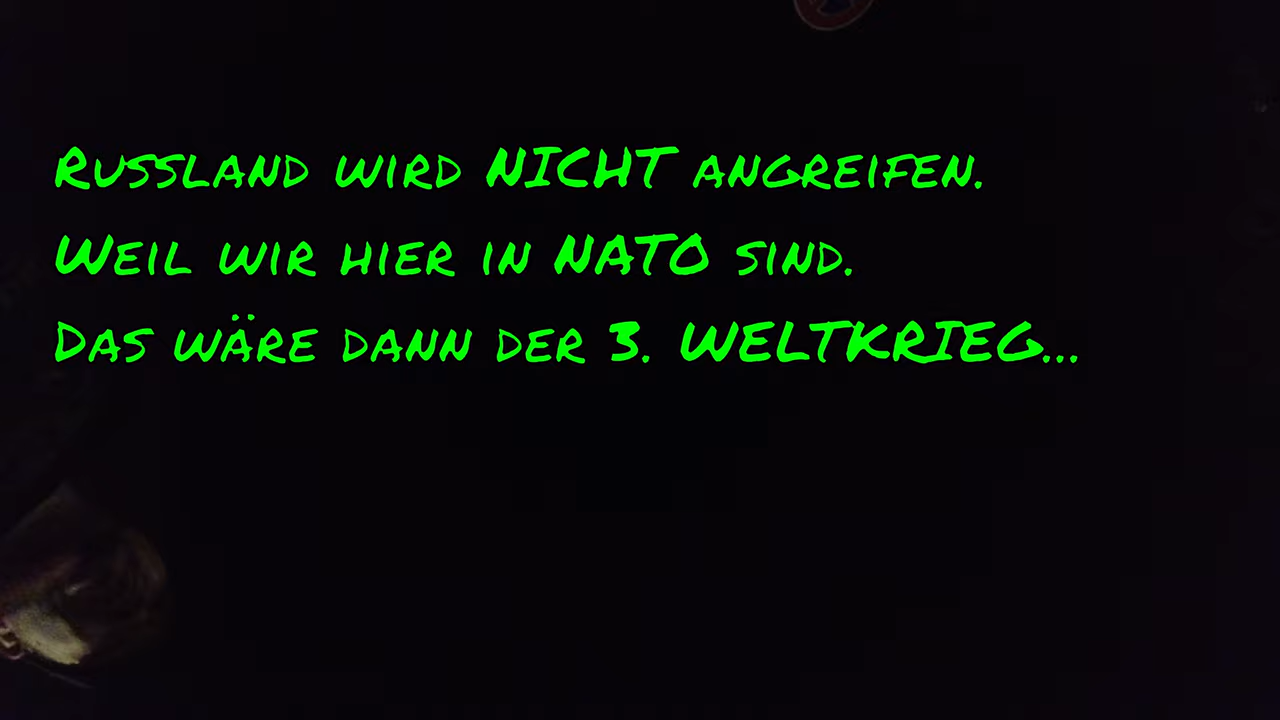 Russland wird NICHT angreifen.
Weil wir hier in NATO sind.
Das wäre dann der 3. WELTKRIEG...